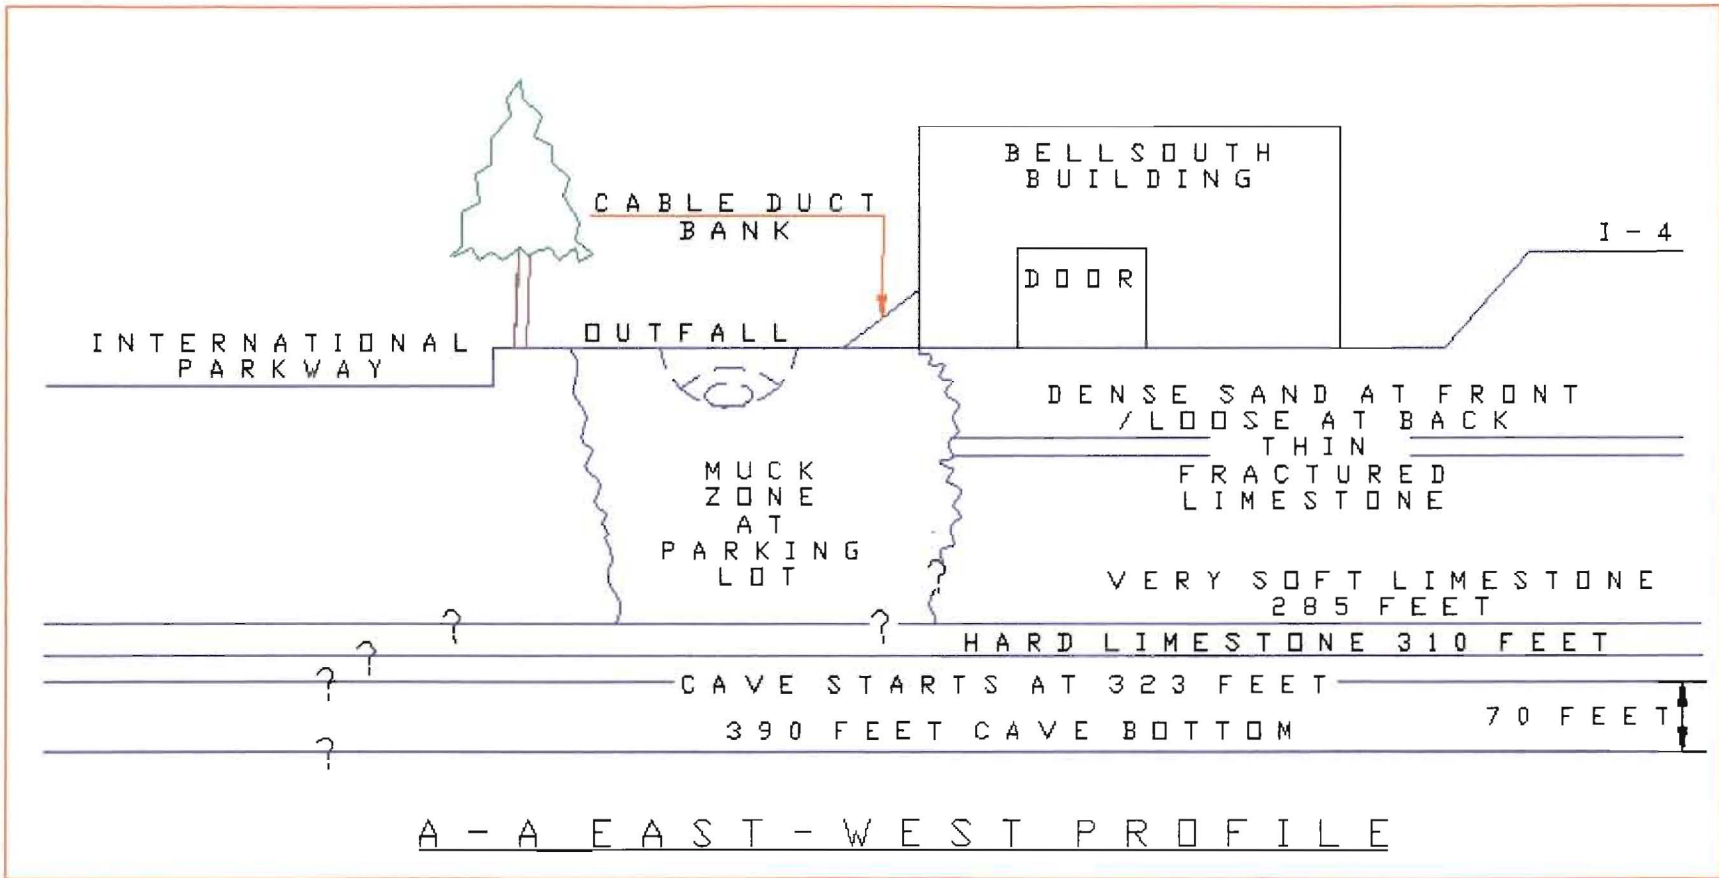 BELLSOUTH
BUILDING
CABLE DUCT
BANK
I-4
DOOR
OUTFALL
INTERNATIONAL
PARKWAY
DENSE SAND AT FRONT
/LOOSE AT BACK
THIN
FRACTURED
LIMESTONE
MUCK
ZONE
AT
PARKING
LOT
?
VERY SOFT LIMESTONE
285 FEET
? ?
HARD LIMESTONE 310 FEET
?
? CAVE STARTS AT 323 FEET
390 FEET CAVE BOTTOM
70 FEET
?
A-A EAST-WEST PROFILE